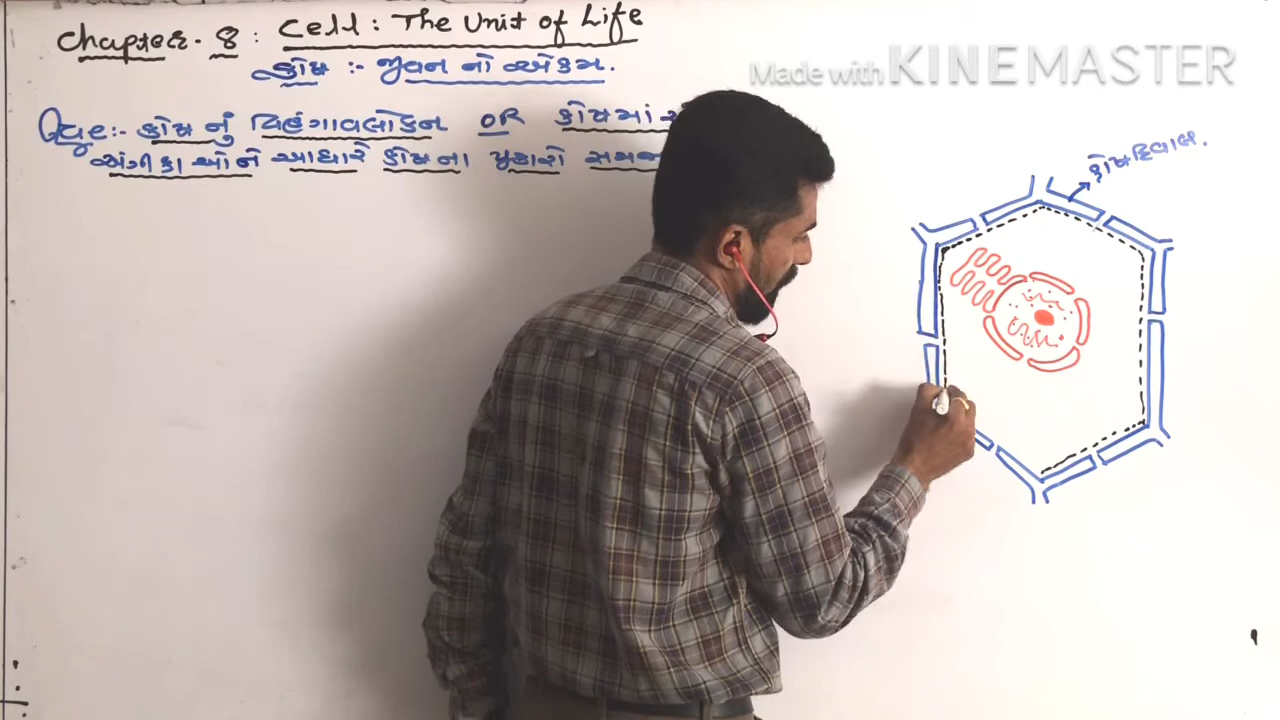 Chapter - 8 : Cell : The Unit of Life
કોષ :- જીવન નો એકમ.
Made with KINEMASTER
કોષ નું વિહંગાવલોકન OR કોષમાં
અંગીકાઓને આધારે કોષના પ્રકારો સમજા
કોષદિવાલ.